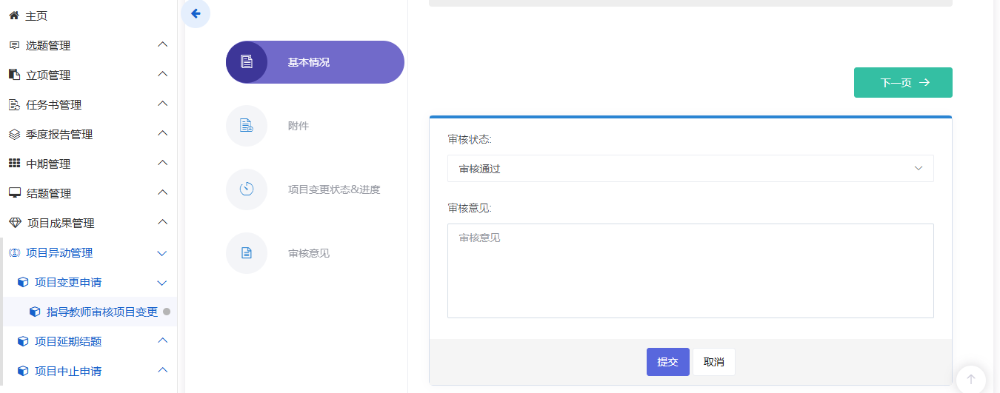 主页
选题管理
立项管理
任务书管理
季度报告管理
中期管理
结题管理
项目成果管理
项目异动管理
项目变更申请
指导教师审核项目变更
项目延期结题
项目中止申请
基本情况
附件
项目变更状态&进度
审核意见
下一页
审核状态:
审核通过
审核意见:
审核意见
提交
取消